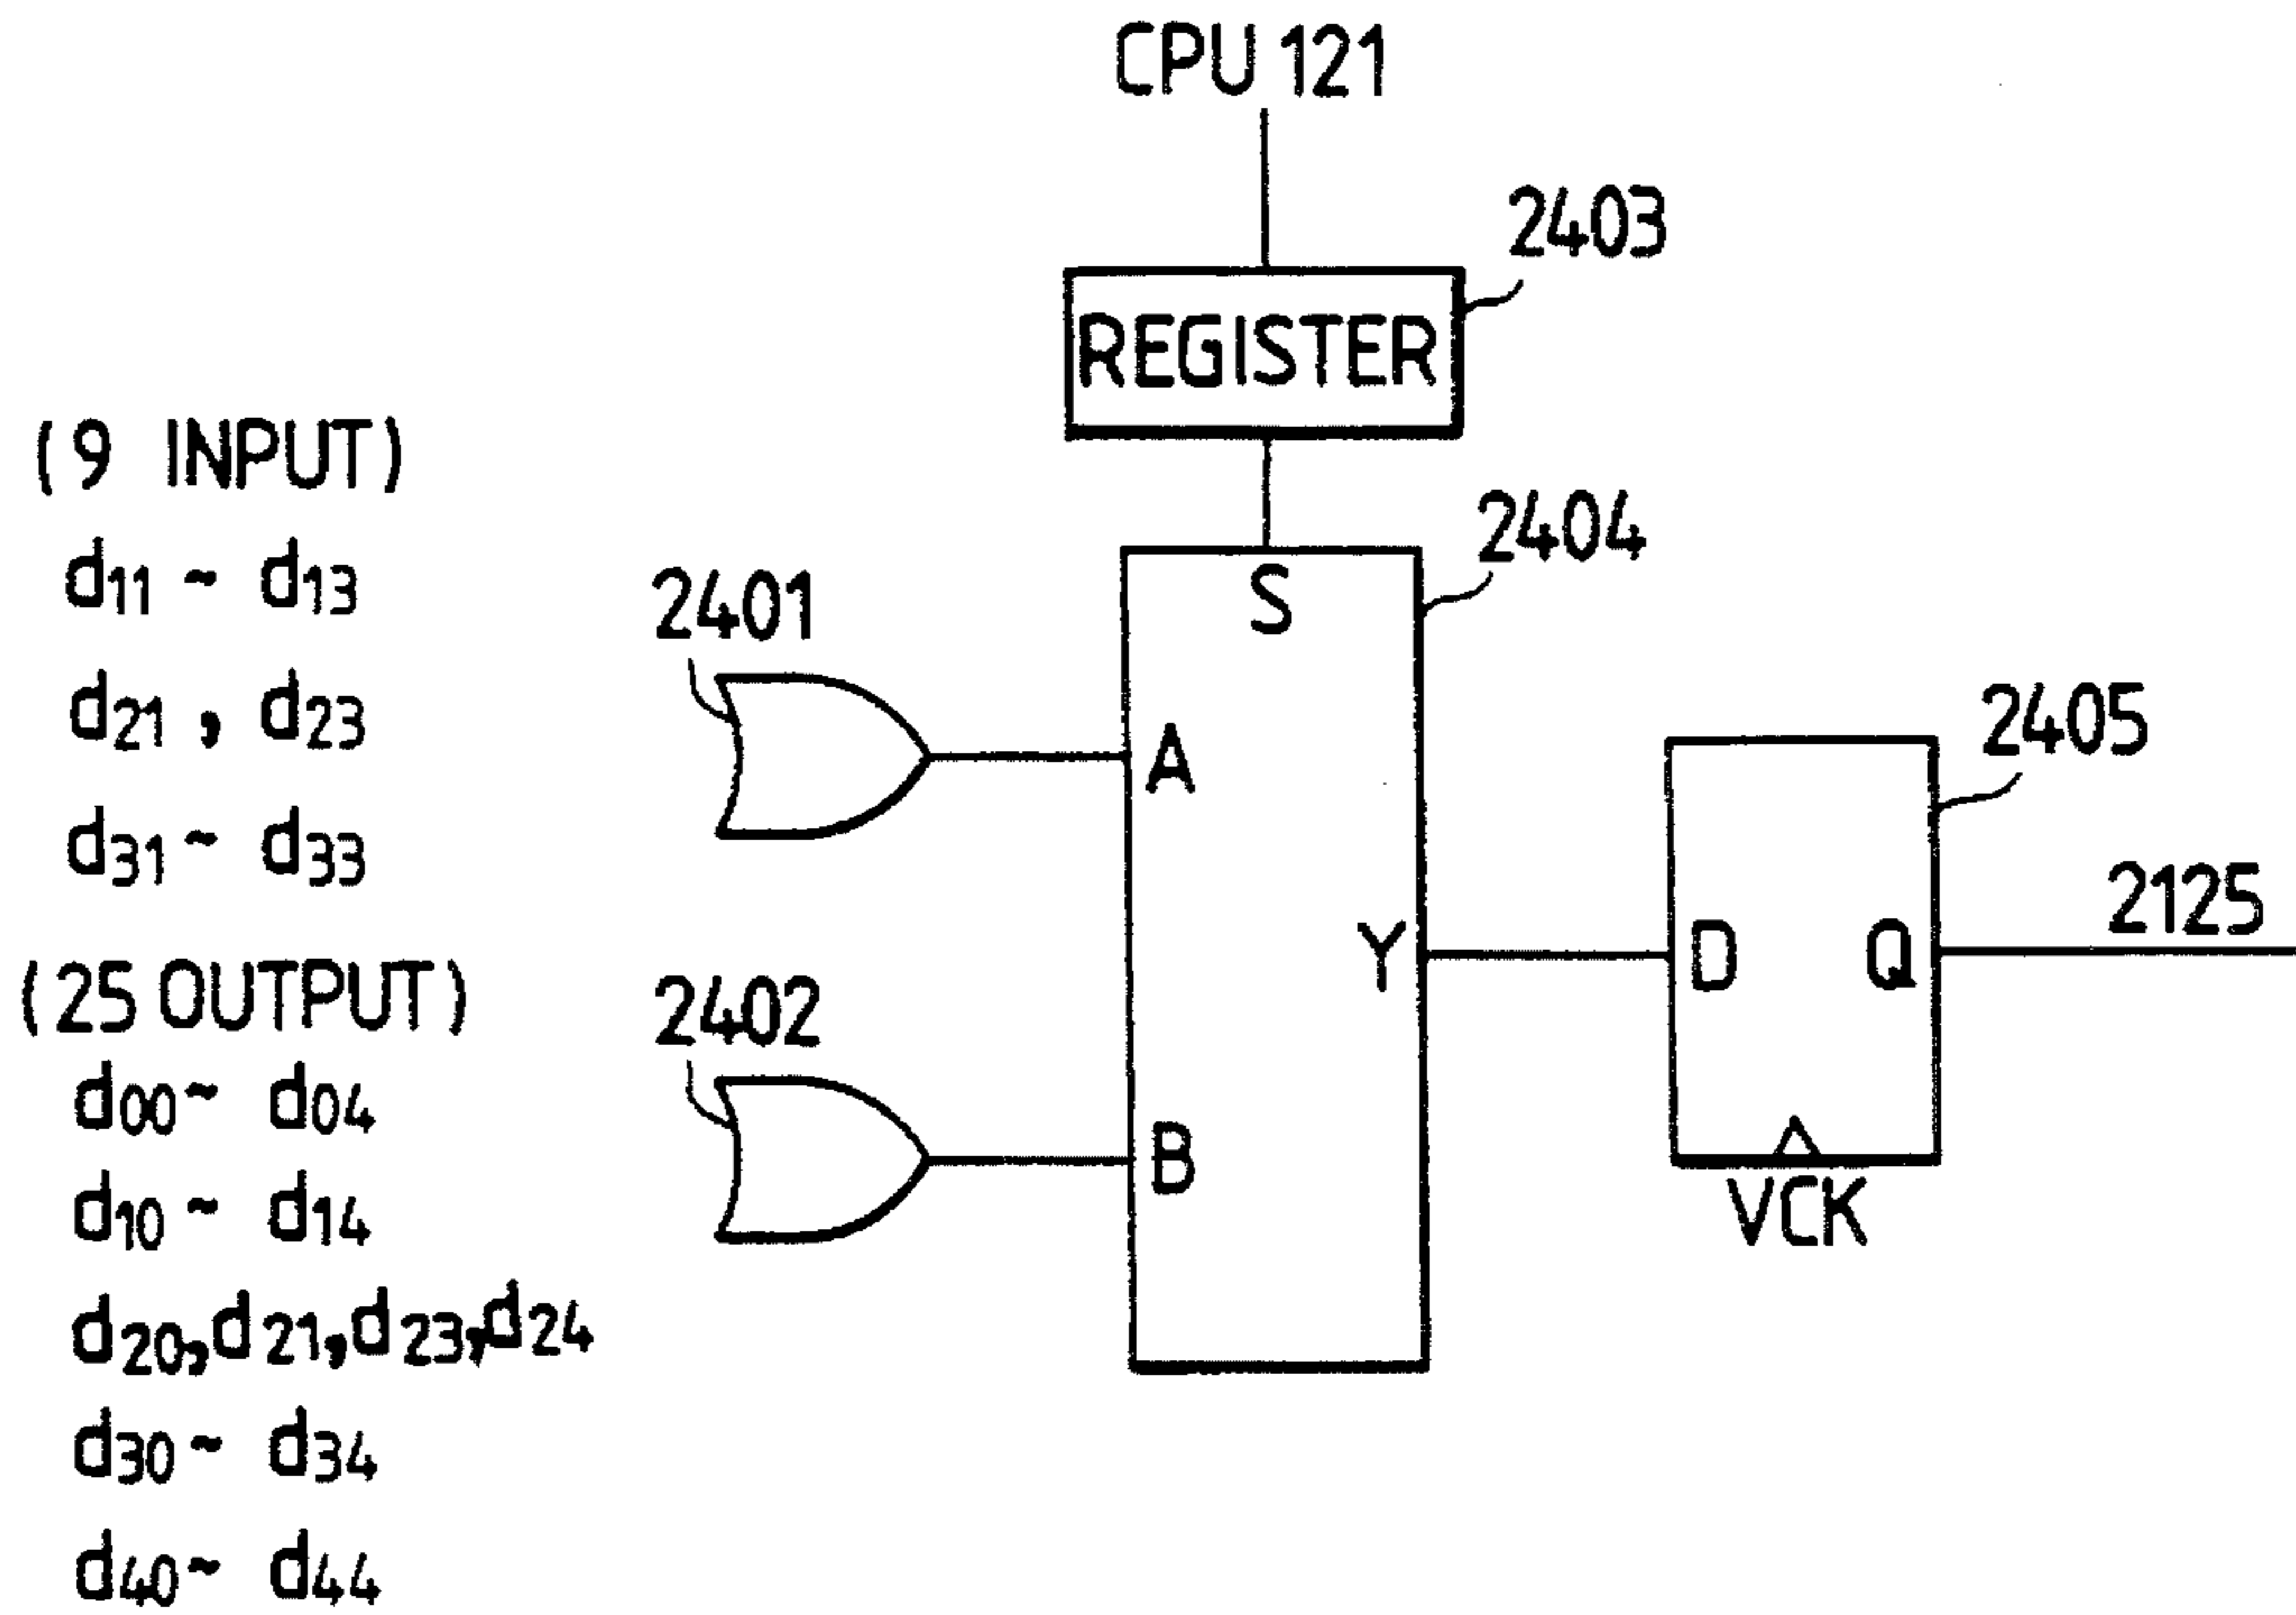 CPU 121
2403
REGISTER
(9 INPUT)
d11 ~ d13
d21 , d23
d31 ~ d33
(25 OUTPUT)
d00 ~ d04
d10 ~ d14
d20, d21, d23, d24
d30 ~ d34
d40 ~ d44
2401
2402
2404
S
A
B
Y
2405
D
Q
VCK
2125